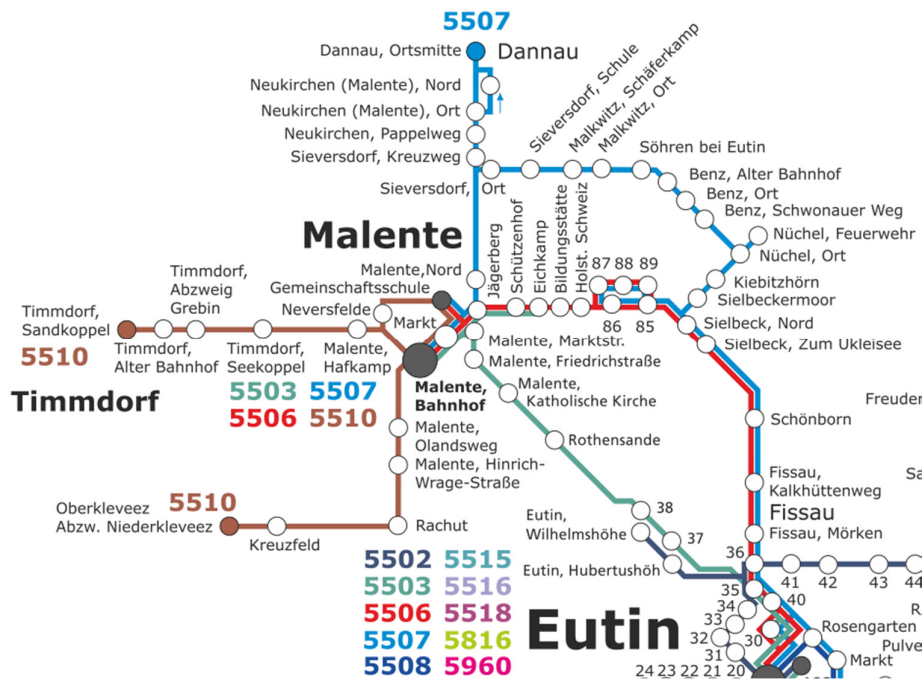 5507
Dannau, Ortsmitte
Dannau
Neukirchen (Malente), Nord
Neukirchen (Malente), Ort
Neukirchen, Pappelweg
Sieversdorf, Kreuzweg
Sieversdorf, Ort
Sieversdorf, Schule
Malkwitz, Schäferkamp
Malkwitz, Ort
Söhren bei Eutin
Benz, Alter Bahnhof
Benz, Ort
Benz, Schwonauer Weg
Nüchel, Feuerwehr
Nüchel, Ort
Kiebitzhörn
Sielbeckermoor
Sielbeck, Nord
Sielbeck, Zum Ukleisee
Malente
Malente,Nord
Gemeinschaftsschule
Neversfelde
Markt
Jägerberg
Schützenhof
Eichkamp
Bildungsstätte
Holst. Schweiz
87 88 89
86 85
Timmdorf,
Sandkoppel
5510
Timmdorf,
Abzweig
Grebin
Timmdorf,
Alter Bahnhof
Timmdorf,
Seekoppel
Malente,
Hafkamp
Timmdorf
5503 5507
5506 5510
Malente,
Bahnhof
Malente, Marktstr.
Malente, Friedrichstraße
Malente,
Katholische Kirche
Rothensande
Malente,
Olandsweg
Malente, Hinrich-
Wrage-Straße
Rachut
Oberkleveez
Abzw. Niederkleveez
5510
Kreuzfeld
Freuder
Schönborn
Fissau,
Kalkhüttenweg
Sa
Fissau
Fissau, Mörken
38
37
Eutin,
Wilhelmshöhe
Eutin, Hubertushöh
36
41 42 43 44
35
40
34
33
32
31
30
5502 5515
5503 5516
5506 5518
5507 5816
5508 5960
Eutin
R
Rosengarten
Pulve
Markt
24 23 22 21 20